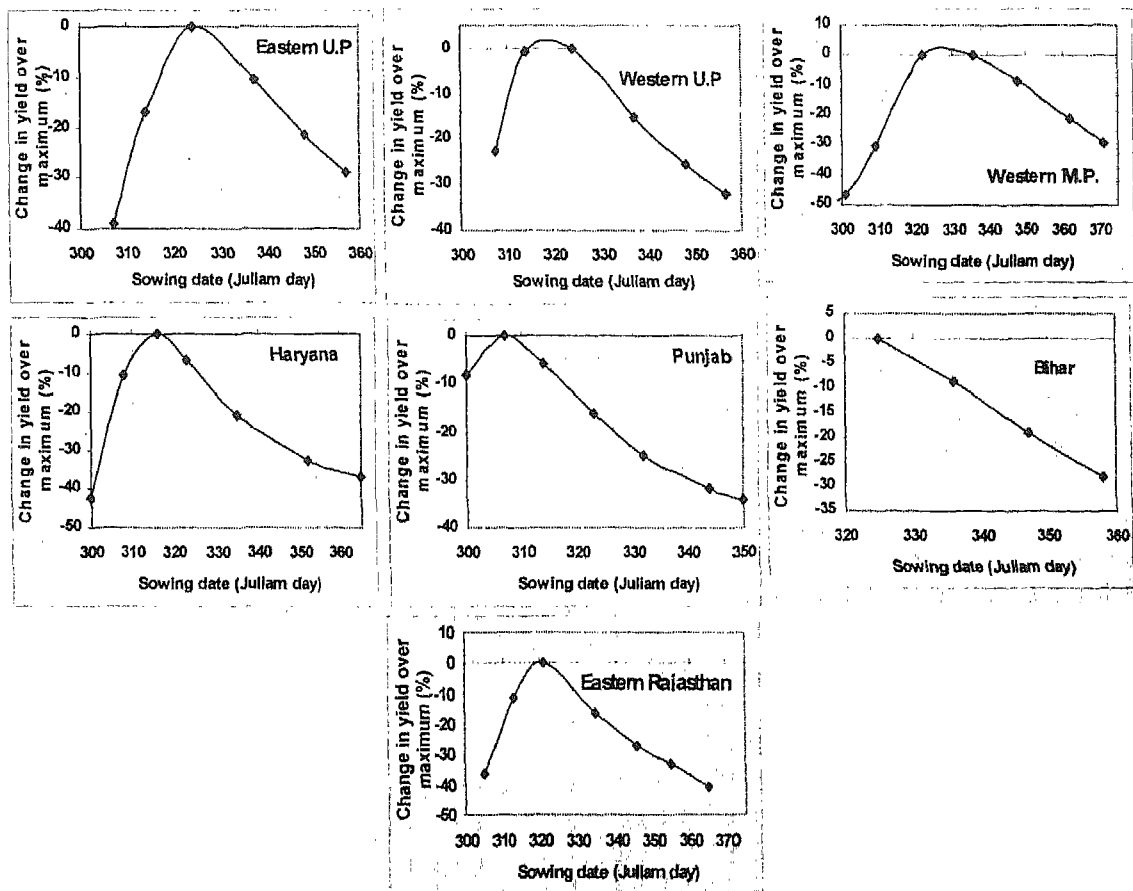 Change in yield over
maximum (%)
0
-10
-20
-30
-40
Eastern U.P
300 310 320 330 340 350 360
Sowing date (Juliam day)
Change in yield over
maximum (%)
5
0
-10
-20
-30
-40
Western U.P
300 310 320 330 340 350 360
Sowing date (Juliam day)
Change in yield over
maximum (%)
10
0
-10
-20
-30
-40
-50
Western M.P.
300 310 320 330 340 350 360 370
Sowing date (Juliam day)
Change in yield over
maximum (%)
0
-10
-20
-30
-40
-50
Haryana
300 313 323 333 343 353 363
Sowing date (Juliam day)
Change in yield over
maximum (%)
0
-10
-20
-30
-40
Punjab
300 310 320 330 340 350
Sowing date (Juliam day)
Change in yield over
maximum (%)
5
0
-5
-10
-15
-20
-25
-30
-35
Bihar
320 330 340 350 360
Sowing date (Juliam day)
Change in yield over
maximum (%)
10
0
-10
-20
-30
-40
-50
Eastern Rajasthan
300 310 320 330 340 350 360 370
Sowing date (Juliam day)